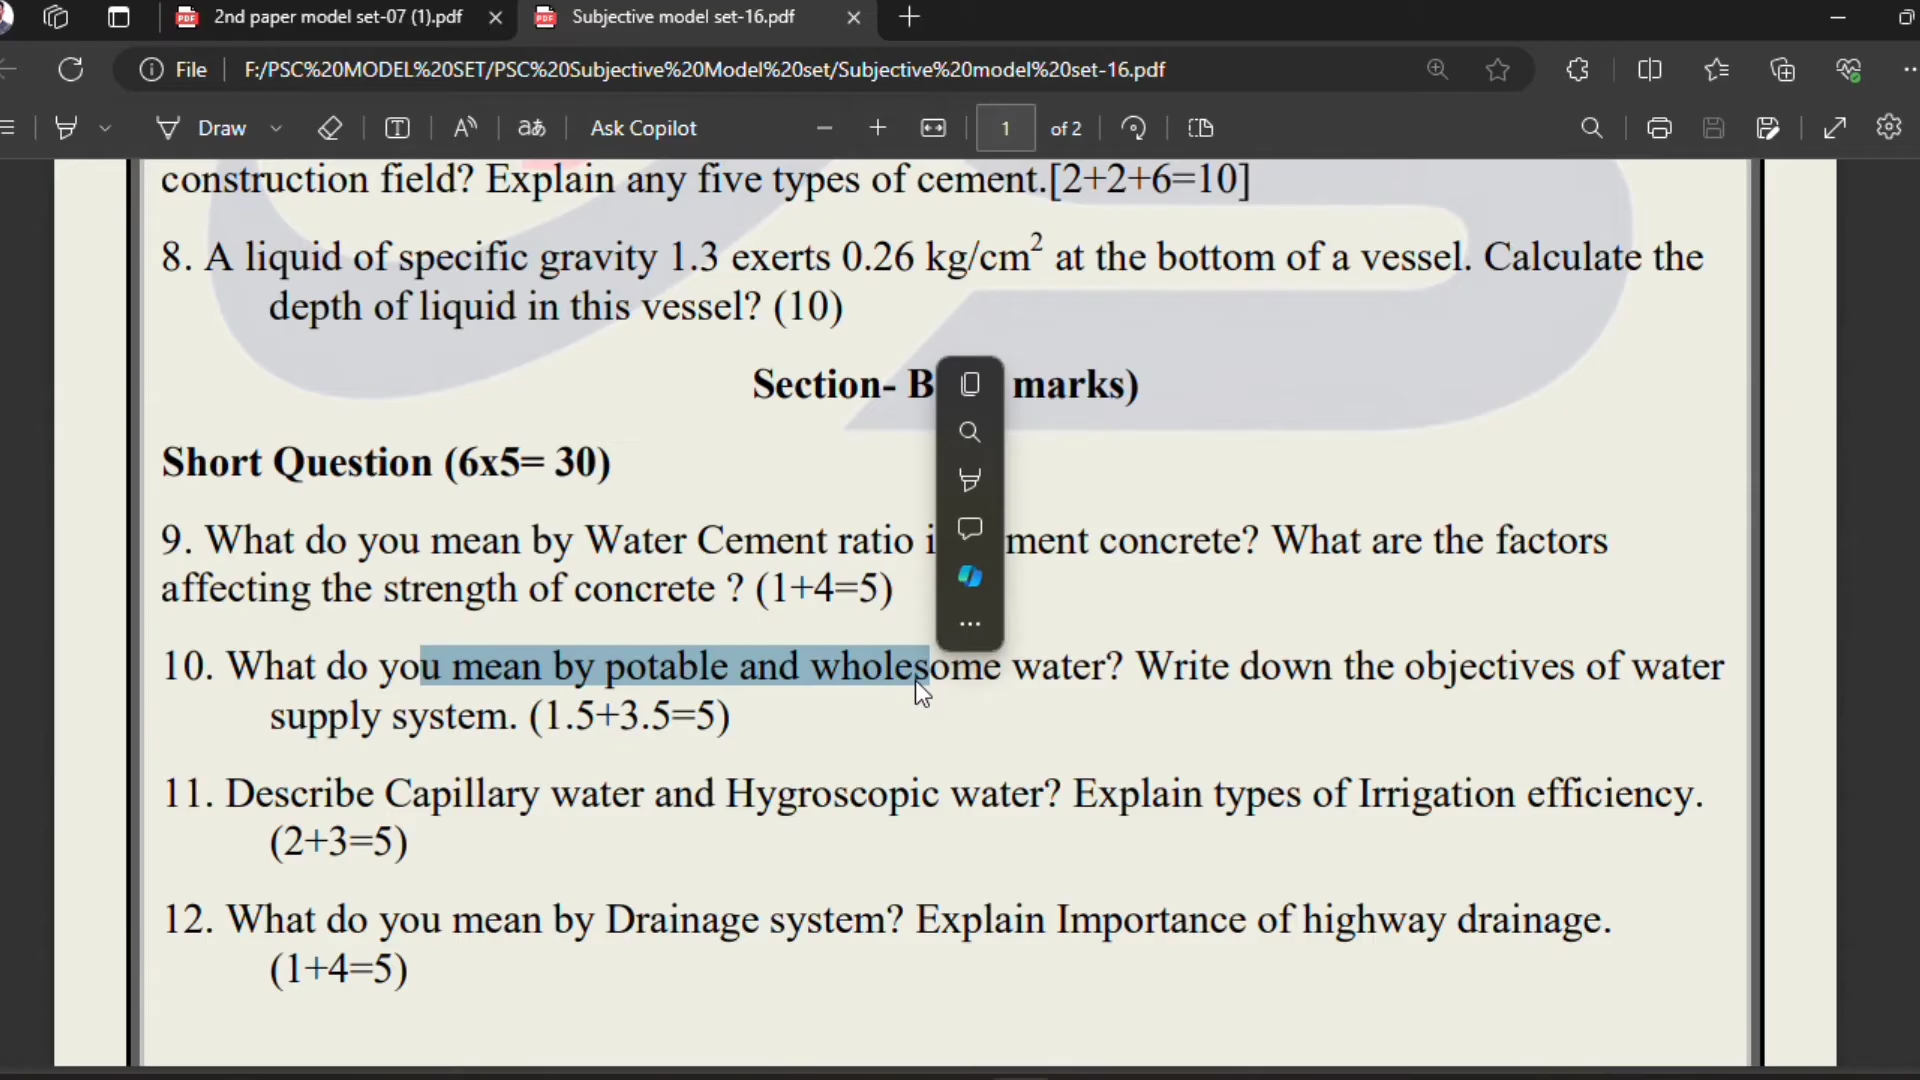 2nd paper model set-07 (1).pdf
Subjective model set-16.pdf
File
F:/PSC%20MODEL%20SET/PSC%20Subjective%20Model%20set/Subjective%20model%20set-16.pdf
Draw
Ask Copilot
1 of 2
construction field? Explain any five types of cement.[2+2+6=10]
8. A liquid of specific gravity 1.3 exerts 0.26 kg/cm² at the bottom of a vessel. Calculate the
depth of liquid in this vessel? (10)
Section- B marks)
Short Question (6x5= 30)
9. What do you mean by Water Cement ratio i ment concrete? What are the factors
affecting the strength of concrete ? (1+4=5)
10. What do you mean by potable and wholesome water? Write down the objectives of water
supply system. (1.5+3.5=5)
11. Describe Capillary water and Hygroscopic water? Explain types of Irrigation efficiency.
(2+3=5)
12. What do you mean by Drainage system? Explain Importance of highway drainage.
(1+4=5)